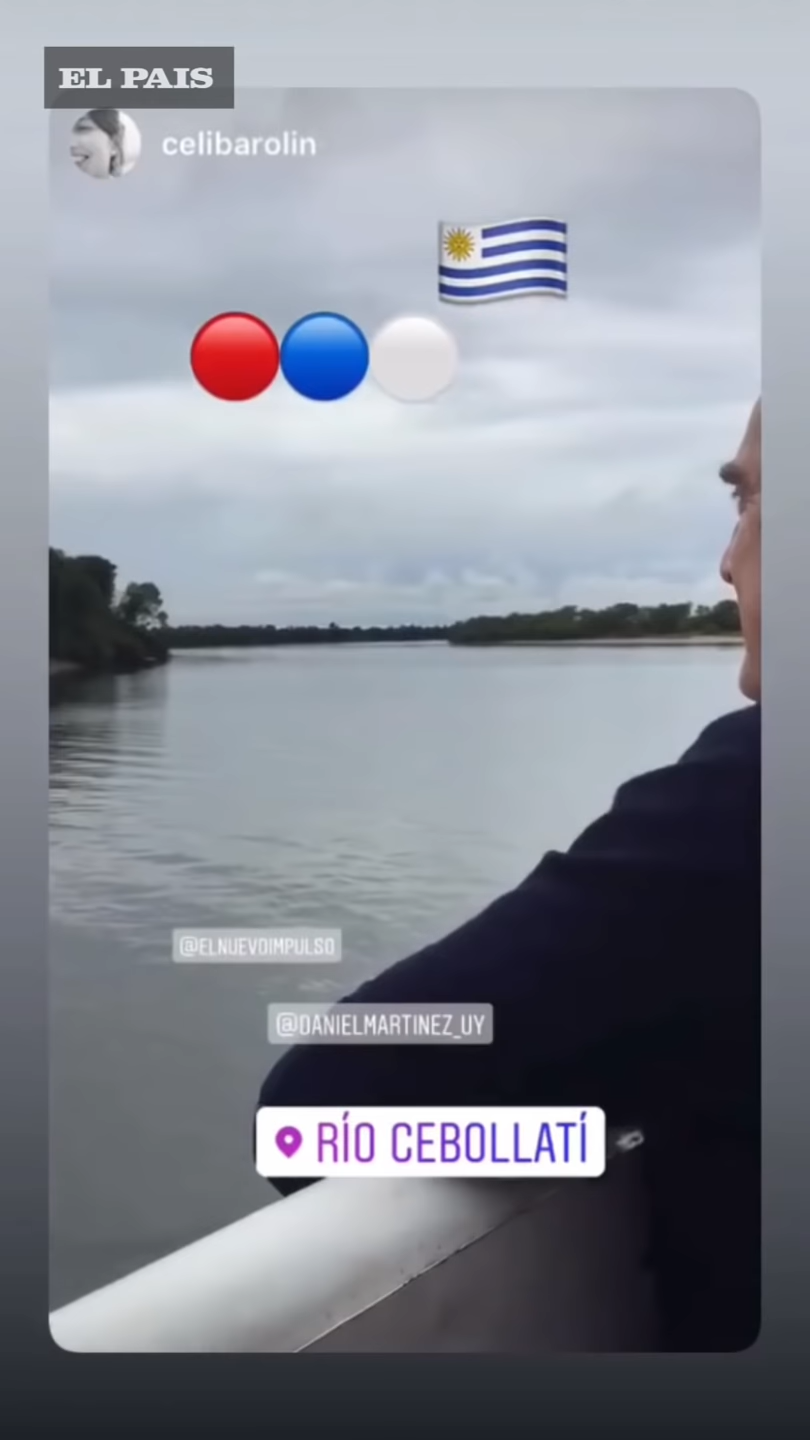 EL PAIS
celibarolin
@ELNUEVOIMPULSO
@DANIELMARTINEZ_UY
RÍO CEBOLLATÍ